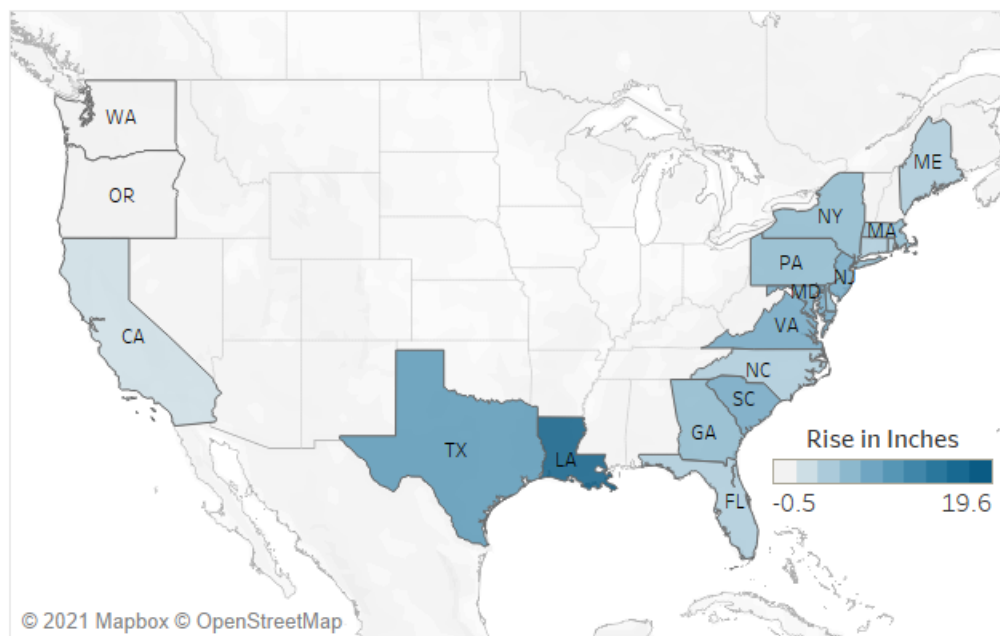 WA
ME
OR
NY
MA
PA
NJ
MD
VA
CA
NC
SC
GA
TX
LA
FL
Rise in Inches
-0.5 19.6
© 2021 Mapbox © OpenStreetMap